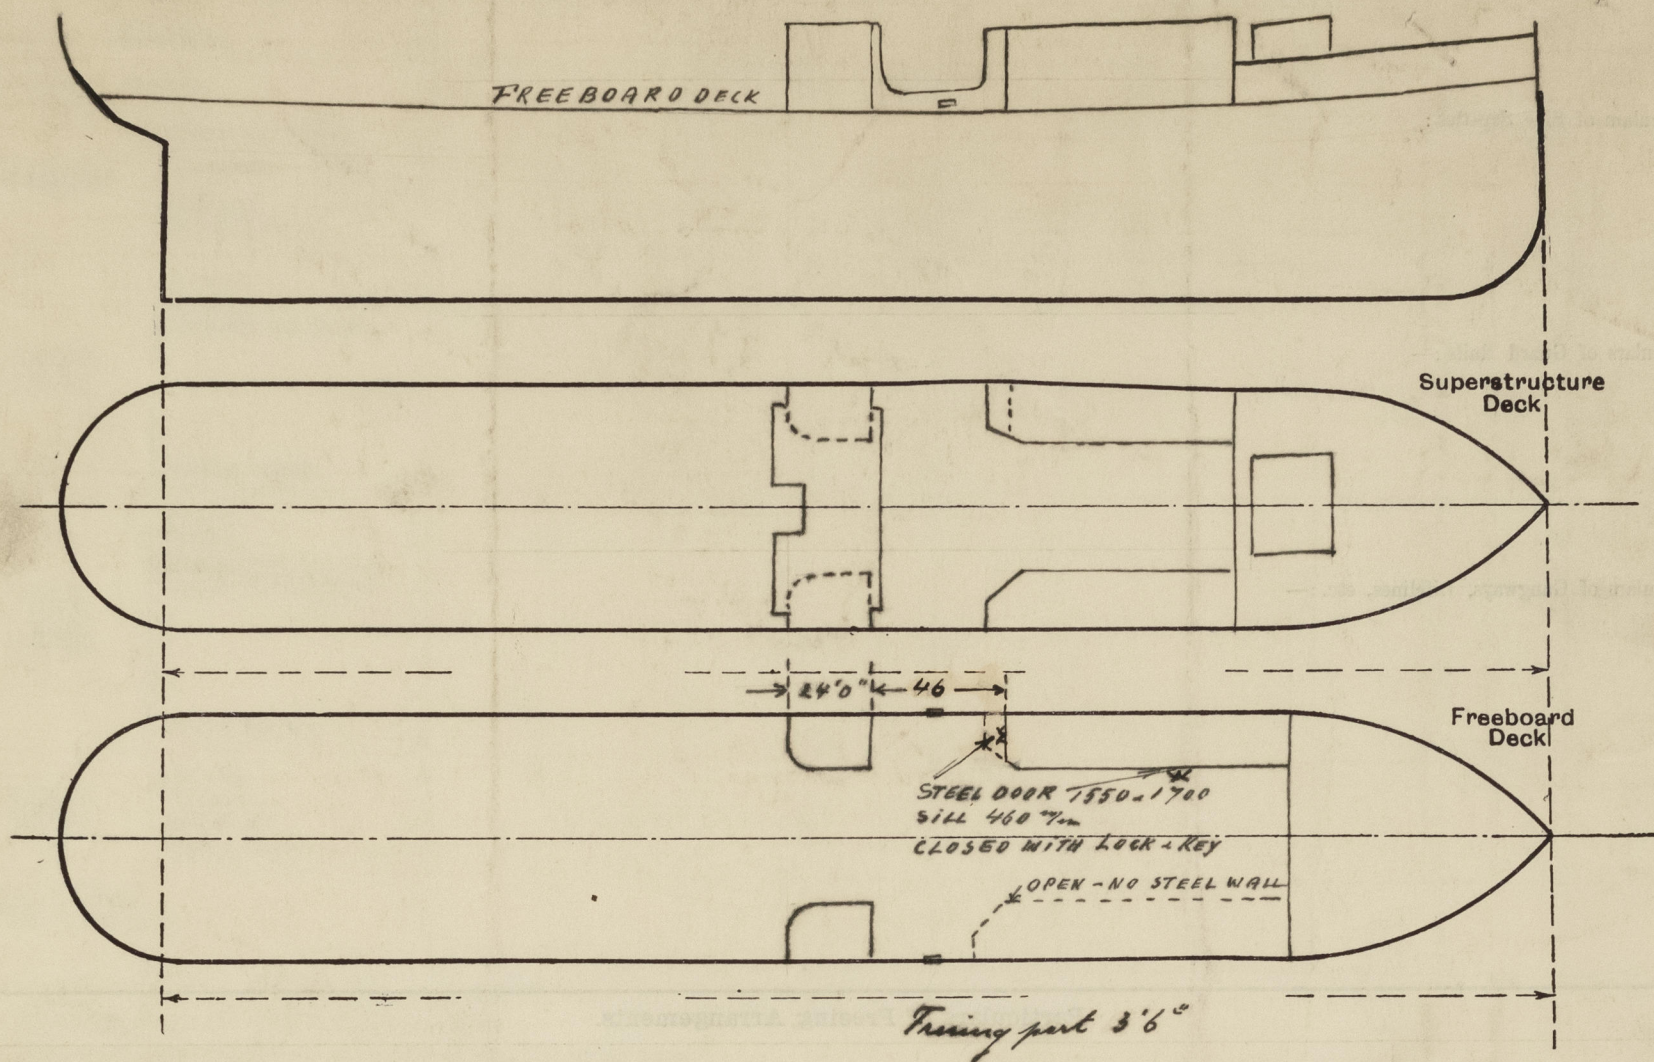 FREEBOARD DECK
Superstructure
Deck
24'0" 46
Freeboard
Deck
STEEL DOOR 1550 x 1700
SILL 460 m/m
CLOSED WITH LOCK & KEY
OPEN - NO STEEL WALL
port 3'6"